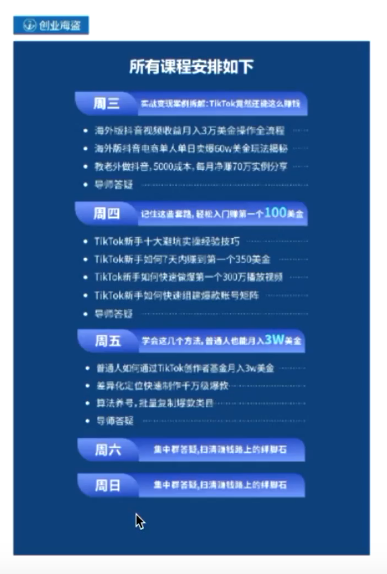 创业海盗
所有课程安排如下
周三 实战变现案例拆解：TikTok竟然还能这么赚钱
海外版抖音视频收益月入3万美金操作全流程
海外版抖音电商单人单日卖爆60w美金玩法揭秘
教老外做抖音，5000成本，每月净赚70万实例分享
导师答疑
周四 记住这些套路，轻松入门赚第一个100美金
TikTok新手十大避坑实操经验技巧
TikTok新手如何7天内赚到第一个350美金
TikTok新手如何快速做爆第一个300万播放视频
TikTok新手如何快速组建爆款账号矩阵
导师答疑
周五 学会这几个方法，普通人也能月入3W美金
普通人如何通过TikTok创作者基金月入3w美金
差异化定位快速制作千万级爆款
算法养号，批量复制爆款类目
导师答疑
周六 集中群答疑，扫清赚钱路上的绊脚石
周日 集中群答疑，扫清赚钱路上的绊脚石